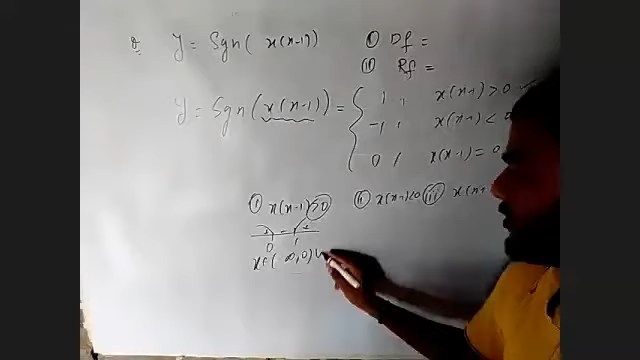 Q. y = Sgn( x(x-1)) (i) Df =
(ii) Rf =
y = Sgn(x(x-1)) = { 1 , x(x-1) > 0
-1 , x(x-1) < 0
0 , x(x-1) = 0
(i) x(x-1) > 0 (ii) x(x-1) < 0 (iii) x(x-1
+ - +
0 1
x ∈ ( ∞, 0) ∪